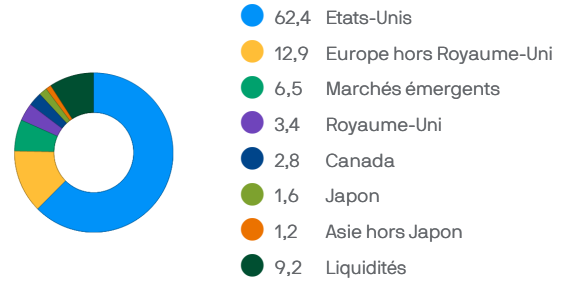 62,4 Etats-Unis
12,9 Europe hors Royaume-Uni
6,5 Marchés émergents
3,4 Royaume-Uni
2,8 Canada
1,6 Japon
1,2 Asie hors Japon
9,2 Liquidités